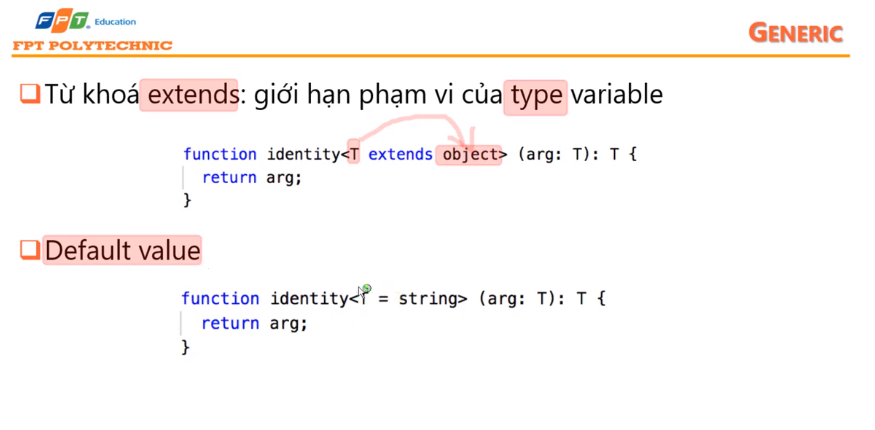 FPT. Education
FPT POLYTECHNIC
GENERIC
Từ khoá extends: giới hạn phạm vi của type variable
function identity<T extends object> (arg: T): T {
return arg;
}
Default value
function identity<T = string> (arg: T): T {
return arg;
}